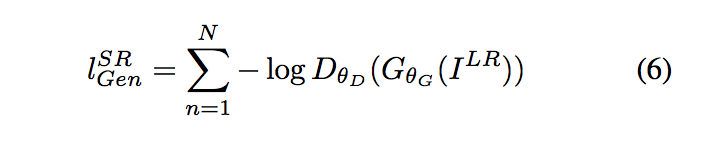 l_{Gen}^{SR} = \sum_{n=1}^{N} -\log D_{\theta_D}(G_{\theta_G}(I^{LR})) (6)